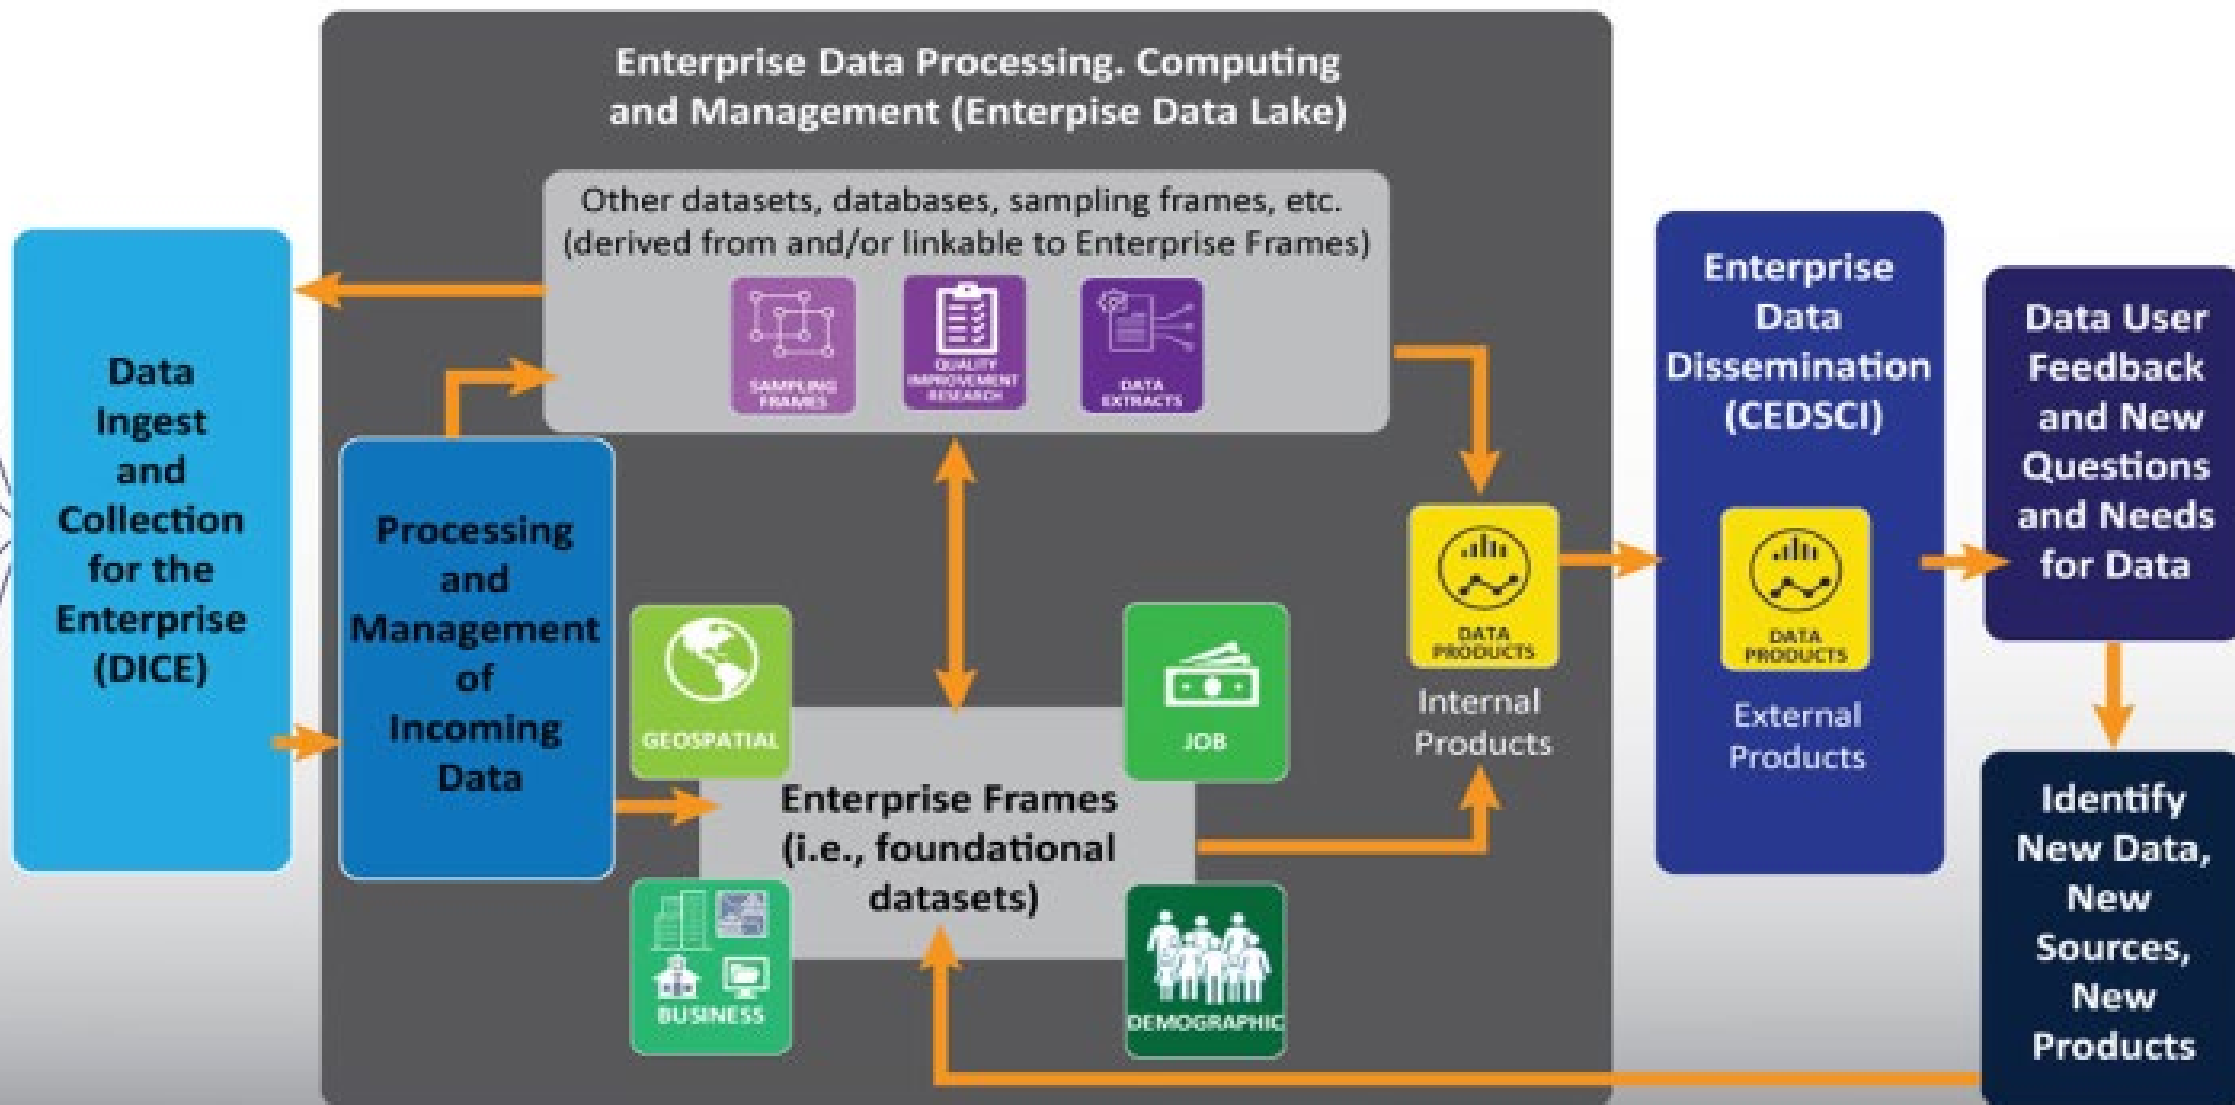 Enterprise Data Processing. Computing
and Management (Enterpise Data Lake)
Other datasets, databases, sampling frames, etc.
(derived from and/or linkable to Enterprise Frames)
SAMPLING
FRAMES
QUALITY
IMPROVEMENT
RESEARCH
DATA
EXTRACTS
Data
Ingest
and
Collection
for the
Enterprise
(DICE)
Processing
and
Management
of
Incoming
Data
GEOSPATIAL
JOB
Enterprise Frames
(i.e., foundational
datasets)
BUSINESS
DEMOGRAPHIC
DATA
PRODUCTS
Internal
Products
Enterprise
Data
Dissemination
(CEDSCI)
DATA
PRODUCTS
External
Products
Data User
Feedback
and New
Questions
and Needs
for Data
Identify
New Data,
New
Sources,
New
Products